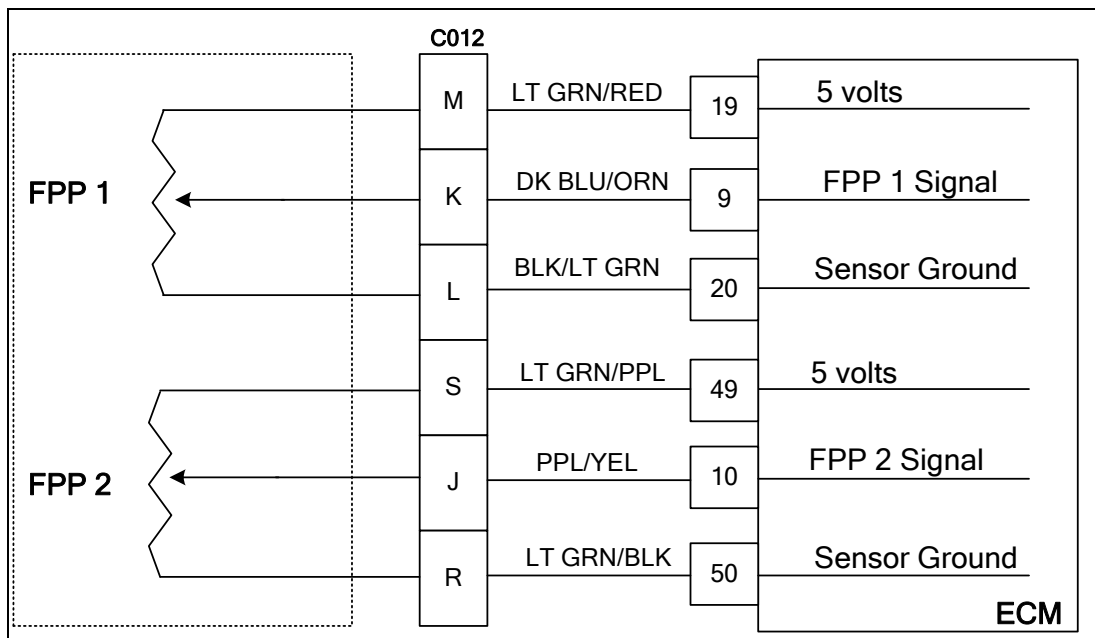 C012
FPP 1
M LT GRN/RED 19 5 volts
K DK BLU/ORN 9 FPP 1 Signal
L BLK/LT GRN 20 Sensor Ground
FPP 2
S LT GRN/PPL 49 5 volts
J PPL/YEL 10 FPP 2 Signal
R LT GRN/BLK 50 Sensor Ground
ECM